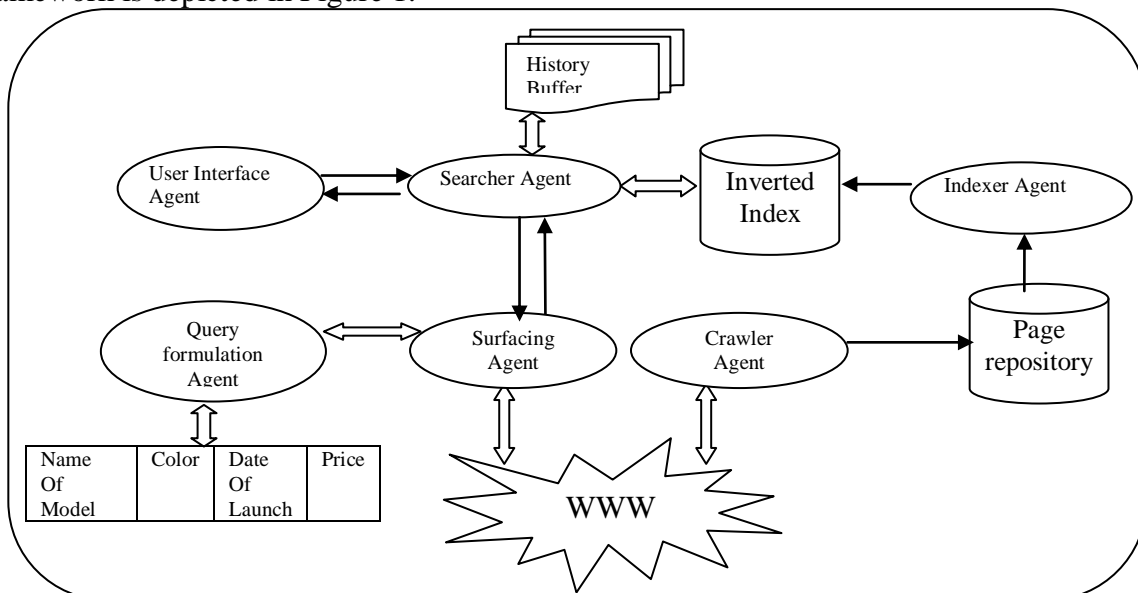 amework is depicted in Figure 1.
History
Buffer
User Interface
Agent
Searcher Agent
Inverted
Index
Indexer Agent
Query
formulation
Agent
Surfacing
Agent
Crawler
Agent
Page
repository
Name
Of
Model
Color
Date
Of
Launch
Price
WWW